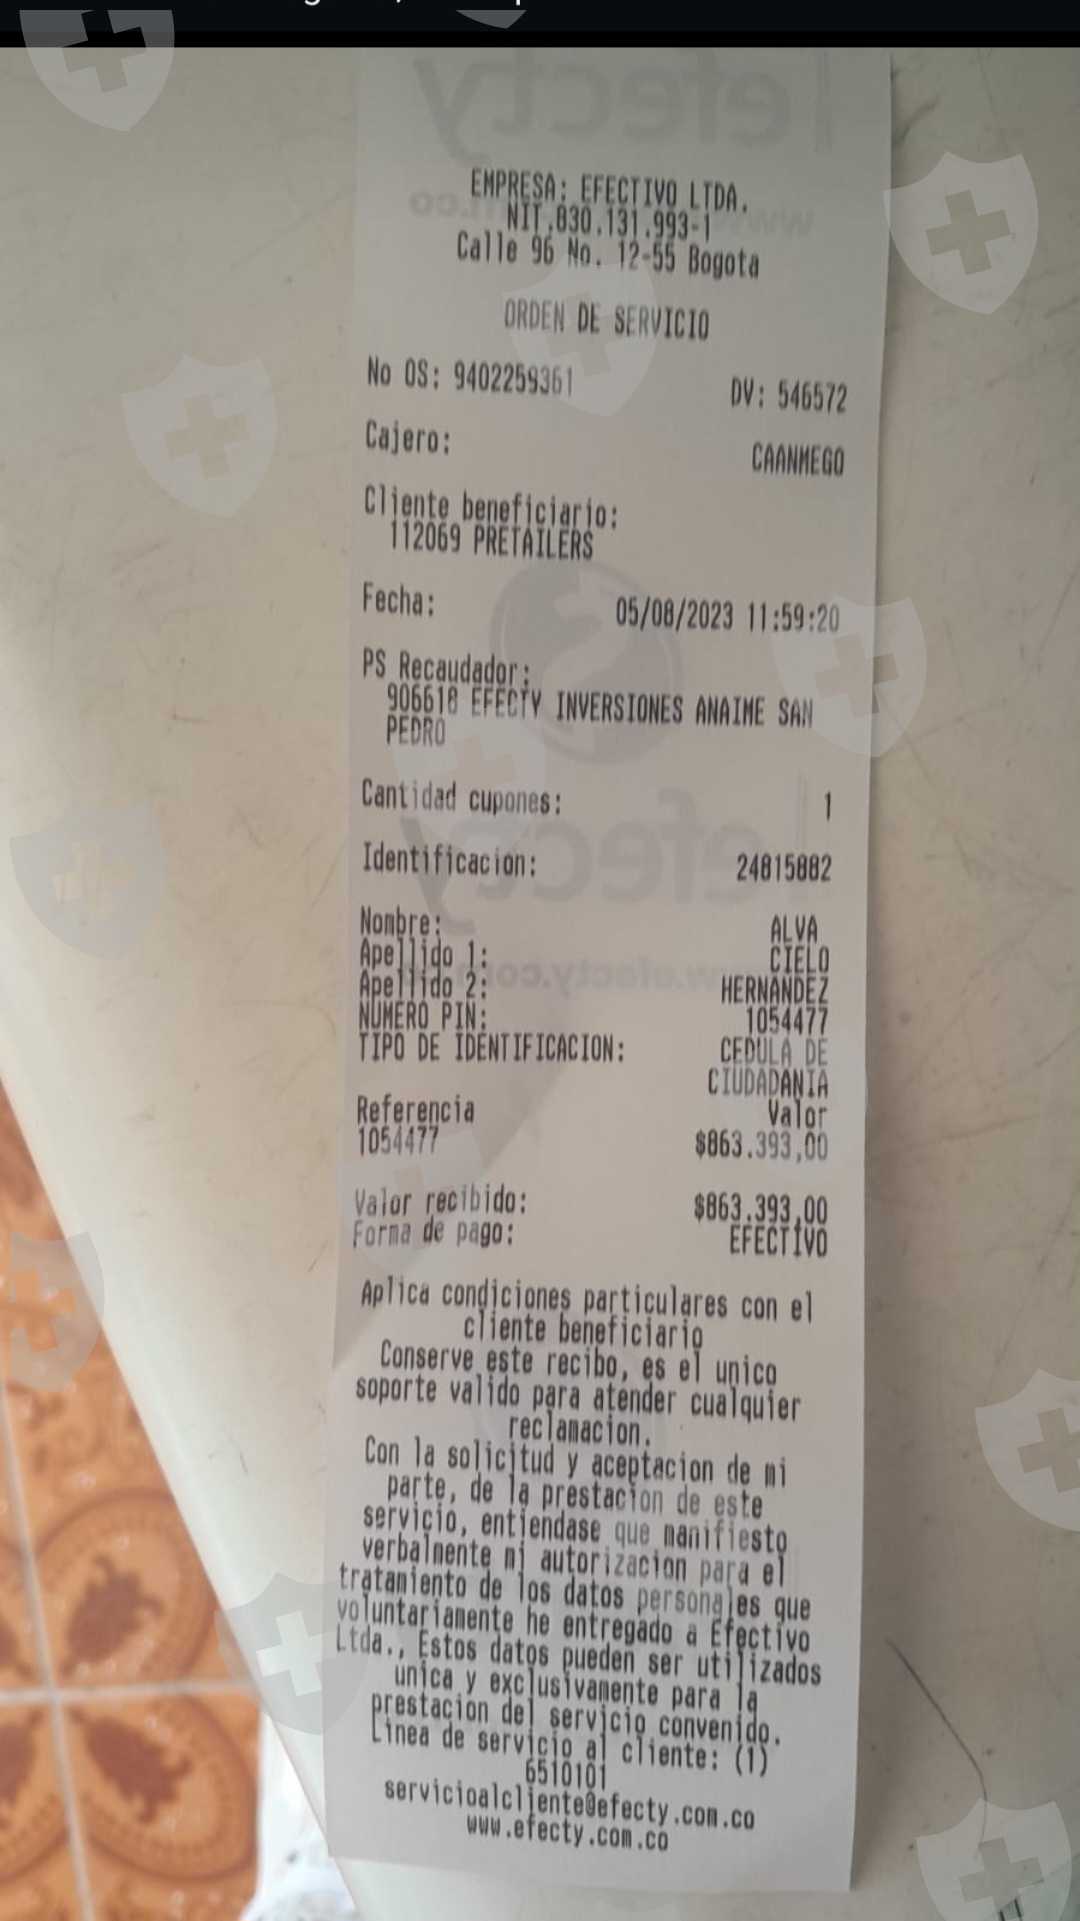 EMPRESA: EFECTIVO LTDA.
NIT.830.131.993-1
Calle 96 No. 12-55 Bogota
ORDEN DE SERVICIO
No OS: 9402259361 DV: 546572
Cajero: CAANMEGO
Cliente beneficiario:
112069 PRETAILERS
Fecha: 05/08/2023 11:59:20
PS Recaudador:
906618 EFECTY INVERSIONES ANAIME SAN
PEDRO
Cantidad cupones: 1
Identificacion: 24815882
Nombre: ALVA
Apellido 1: CIELO
Apellido 2: HERNANDEZ
NUMERO PIN: 1054477
TIPO DE IDENTIFICACION: CEDULA DE
CIUDADANIA
Referencia Valor
1054477 $863.393,00
Valor recibido: $863.393,00
Forma de pago: EFECTIVO
Aplica condiciones particulares con el
cliente beneficiario
Conserve este recibo, es el unico
soporte valido para atender cualquier
reclamacion.
Con la solicitud y aceptacion de mi
parte, de la prestacion de este
servicio, entiendase que manifiesto
verbalmente mi autorizacion para el
tratamiento de los datos personales que
voluntariamente he entregado a Efectivo
Ltda., Estos datos pueden ser utilizados
unica y exclusivamente para la
prestacion del servicio convenido.
Linea de servicio al cliente: (1)
6510101
servicioalcliente@efecty.com.co
www.efecty.com.co